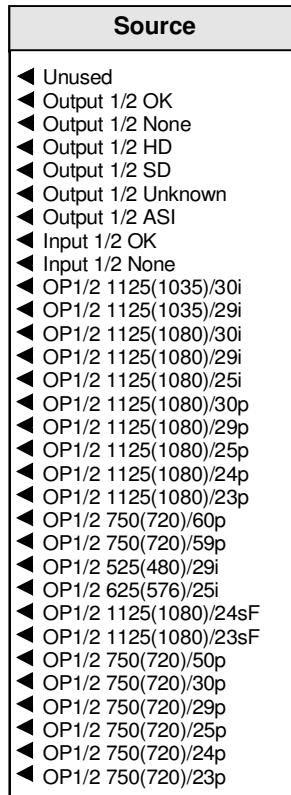 Source
Unused
Output 1/2 OK
Output 1/2 None
Output 1/2 HD
Output 1/2 SD
Output 1/2 Unknown
Output 1/2 ASI
Input 1/2 OK
Input 1/2 None
OP1/2 1125(1035)/30i
OP1/2 1125(1035)/29i
OP1/2 1125(1080)/30i
OP1/2 1125(1080)/29i
OP1/2 1125(1080)/25i
OP1/2 1125(1080)/30p
OP1/2 1125(1080)/29p
OP1/2 1125(1080)/25p
OP1/2 1125(1080)/24p
OP1/2 1125(1080)/23p
OP1/2 750(720)/60p
OP1/2 750(720)/59p
OP1/2 525(480)/29i
OP1/2 625(576)/25i
OP1/2 1125(1080)/24sF
OP1/2 1125(1080)/23sF
OP1/2 750(720)/50p
OP1/2 750(720)/30p
OP1/2 750(720)/29p
OP1/2 750(720)/25p
OP1/2 750(720)/24p
OP1/2 750(720)/23p